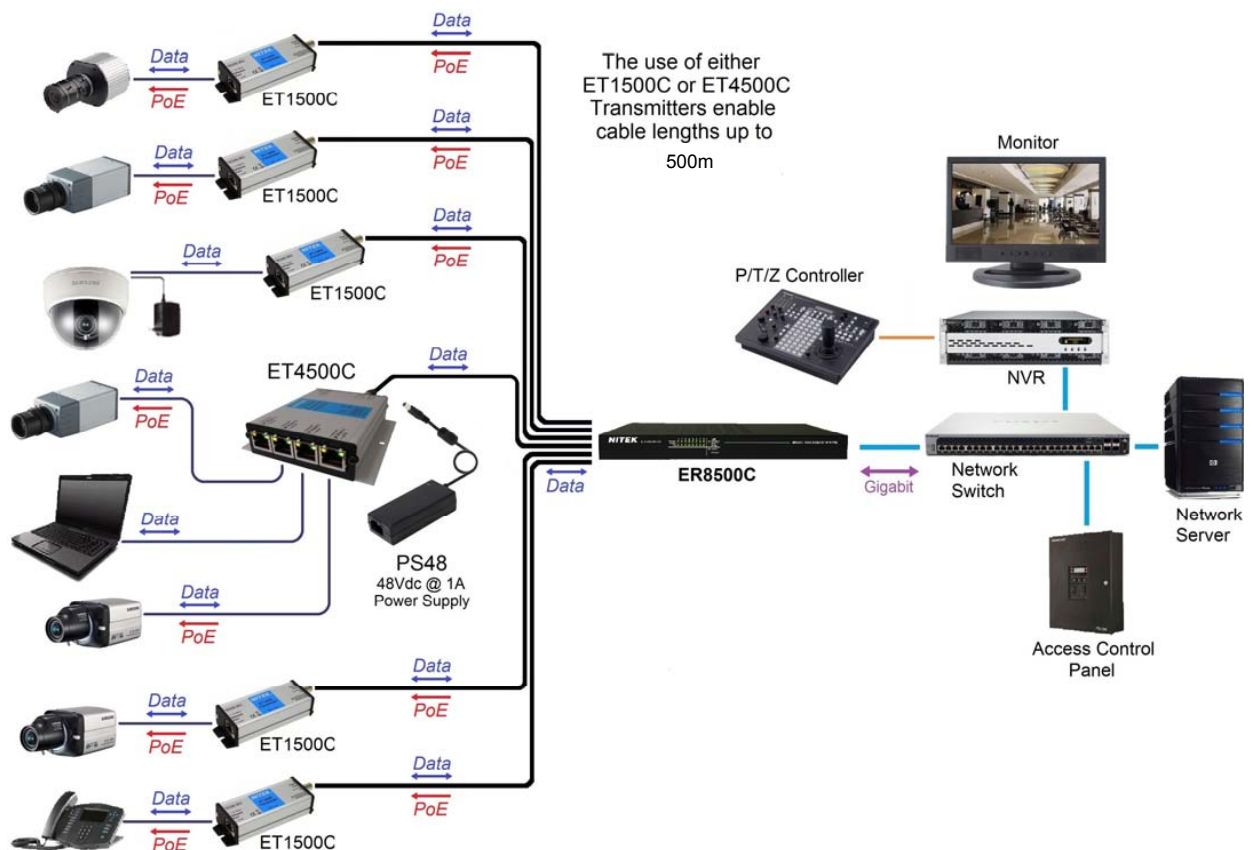 Data
PoE
Data
PoE
ET1500C
Data
PoE
Data
PoE
ET1500C
Data
PoE
Data
ET1500C
The use of either
ET1500C or ET4500C
Transmitters enable
cable lengths up to
500m
Monitor
P/T/Z Controller
NVR
SAMSUNG
ET4500C
Data
Data
PoE
PS48
48Vdc @ 1A
Power Supply
Data
Data
PoE
NITEK
ER8500C
Data
Gigabit
Network
Switch
Network
Server
Access Control
Panel
Data
PoE
Data
PoE
NITEK
ET1500C
Data
PoE
Data
PoE
ET1500C